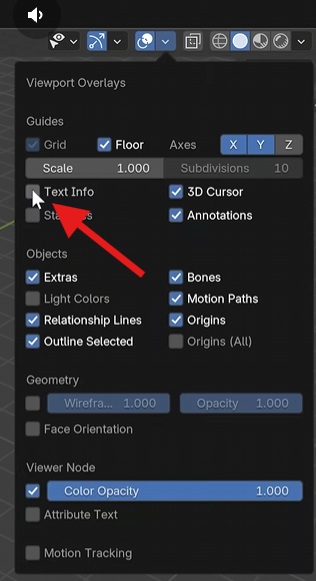 Viewport Overlays
Guides
Grid Floor Axes X Y Z
Scale 1.000 Subdivisions 10
Text Info 3D Cursor
Annotations
Objects
Extras Bones
Light Colors Motion Paths
Relationship Lines Origins
Outline Selected Origins (All)
Geometry
Wirefra... 1.000 Opacity 1.000
Face Orientation
Viewer Node
Color Opacity 1.000
Attribute Text
Motion Tracking